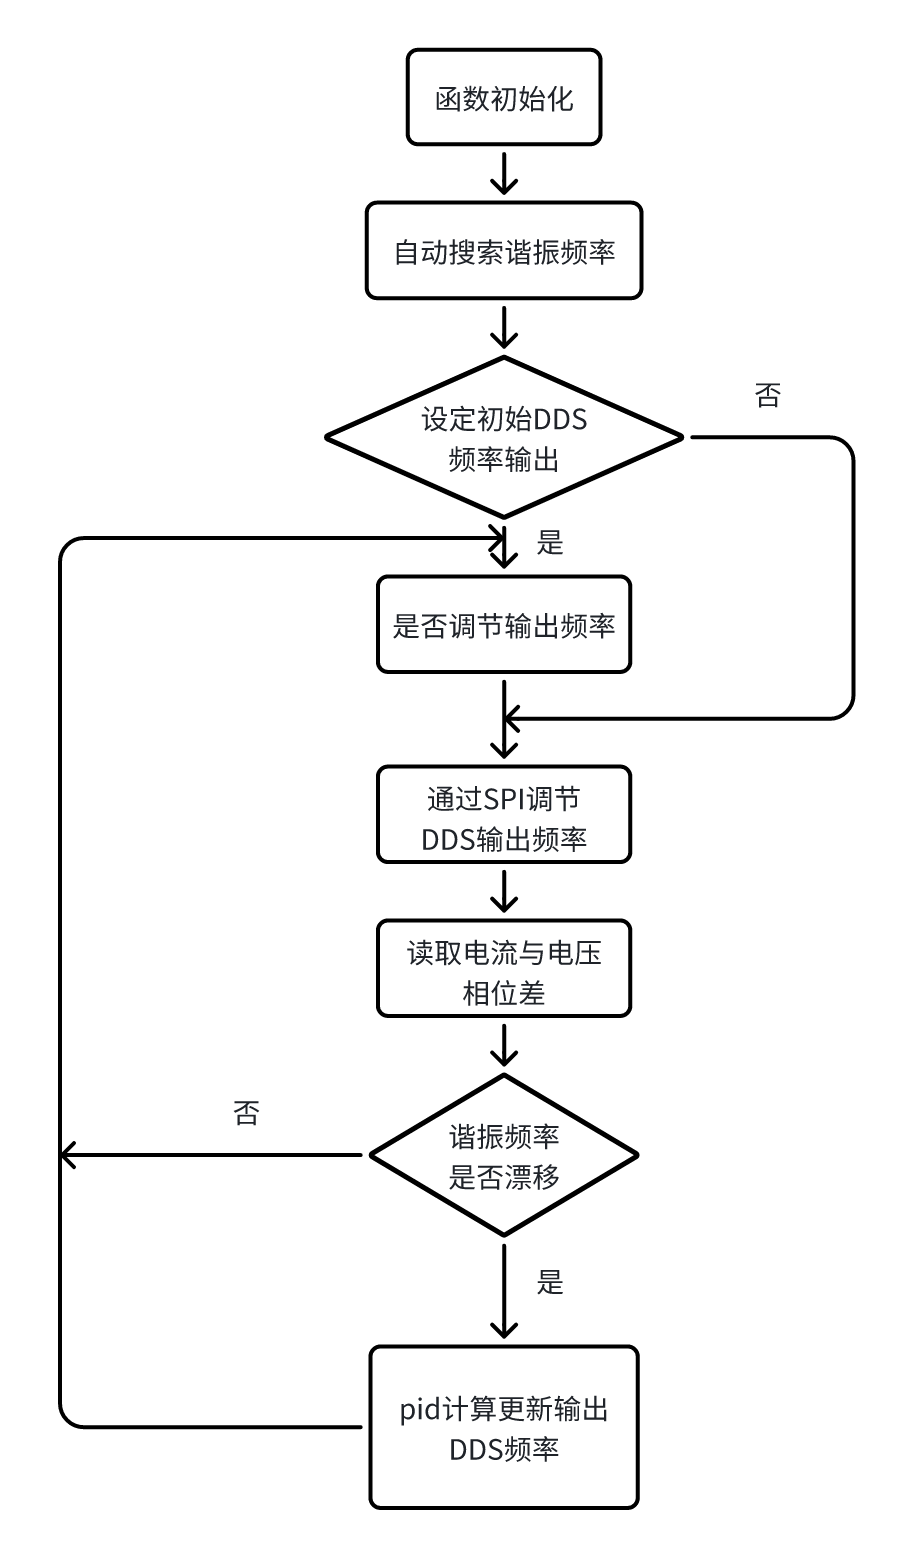 函数初始化
自动搜索谐振频率
设定初始DDS
频率输出
否
是
是否调节输出频率
通过SPI调节
DDS输出频率
读取电流与电压
相位差
谐振频率
是否漂移
否
是
pid计算更新输出
DDS频率